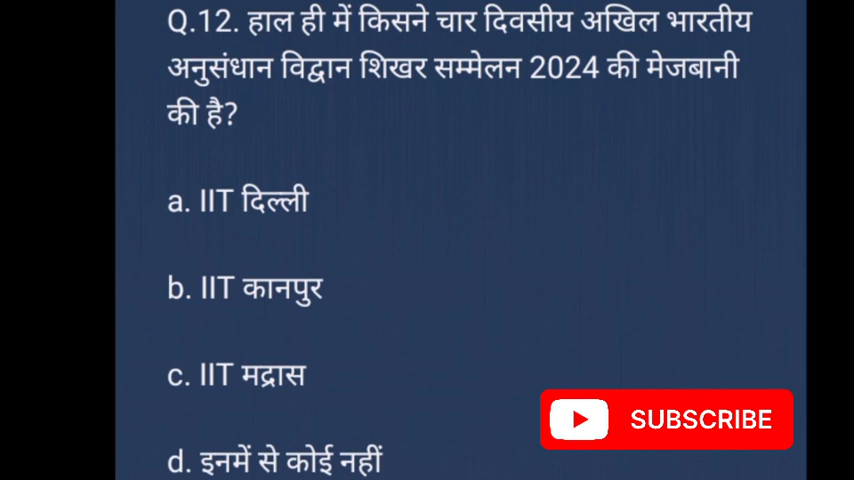 Q.12. हाल ही में किसने चार दिवसीय अखिल भारतीय
अनुसंधान विद्वान शिखर सम्मेलन 2024 की मेजबानी
की है?
a. IIT दिल्ली
b. IIT कानपुर
c. IIT मद्रास
SUBSCRIBE
d. इनमें से कोई नहीं